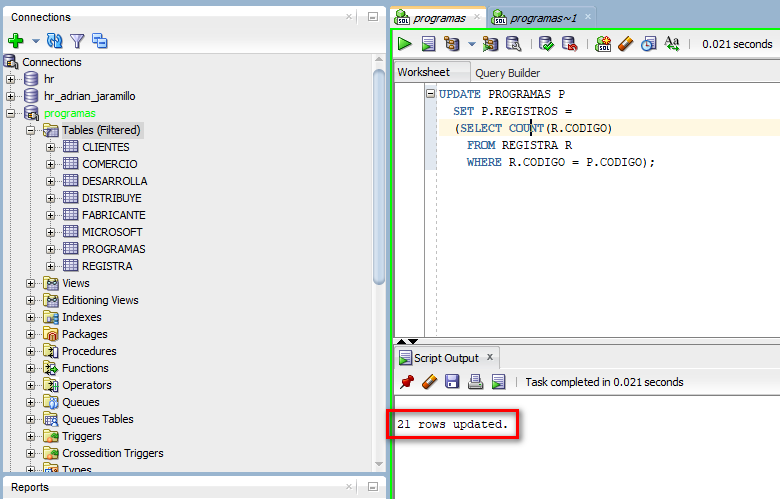 Connections
Connections
hr
hr_adrian_jaramillo
programas
Tables (Filtered)
CLIENTES
COMERCIO
DESARROLLA
DISTRIBUYE
FABRICANTE
MICROSOFT
PROGRAMAS
REGISTRA
Views
Editioning Views
Indexes
Packages
Procedures
Functions
Operators
Queues
Queues Tables
Triggers
Crossedition Triggers
Types
Reports
programas
programas~1
SQL
0.021 seconds
Worksheet
Query Builder
UPDATE PROGRAMAS P
SET P.REGISTROS =
(SELECT COUNT(R.CODIGO)
FROM REGISTRA R
WHERE R.CODIGO = P.CODIGO);
Script Output x
Task completed in 0.021 seconds
21 rows updated.